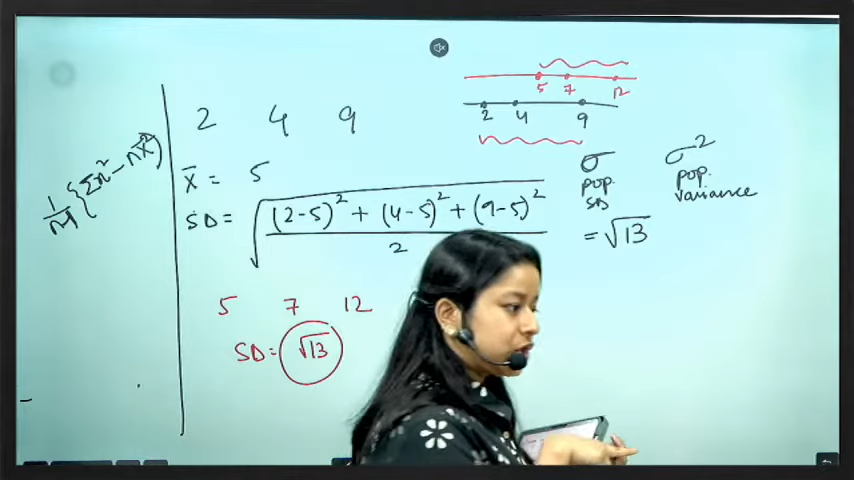 1/n {Σx² - nx̄²}
2 4 9
x̄ = 5
SD = √((2-5)² + (4-5)² + (9-5)² / 2)
= √13
5 7 12
SD = √13
5 7 12
2 4 9
σ
pop.
SD
σ²
pop.
variance